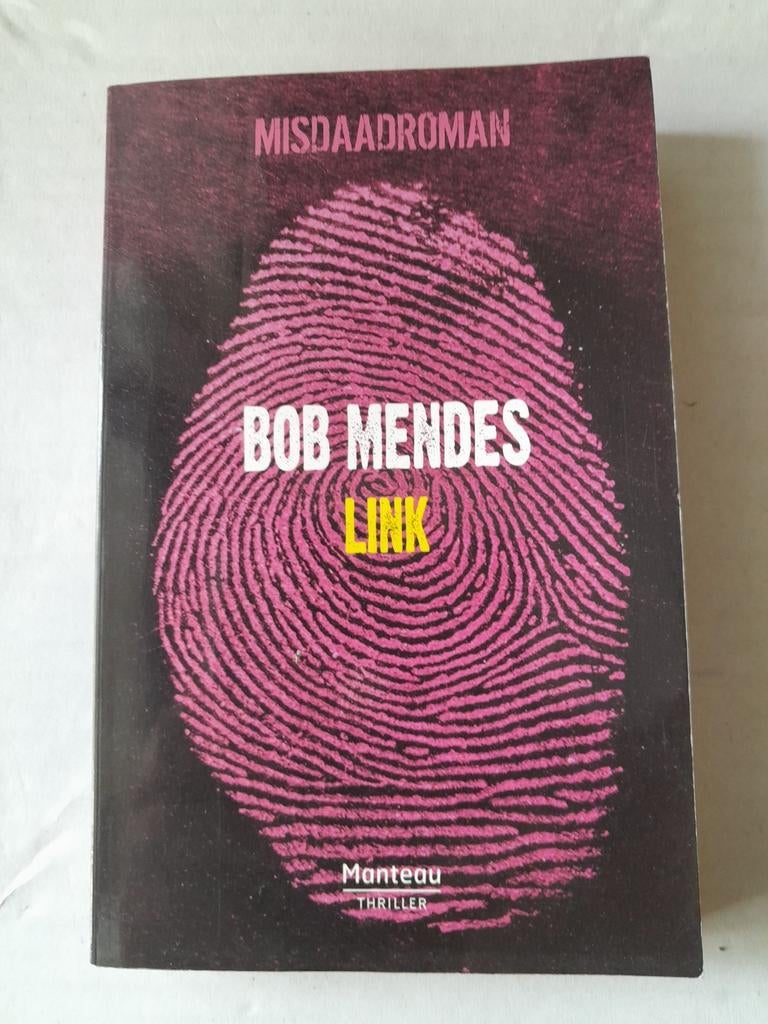 MISDAADROMAN
BOB MENDES
LINK
Manteau
THRILLER